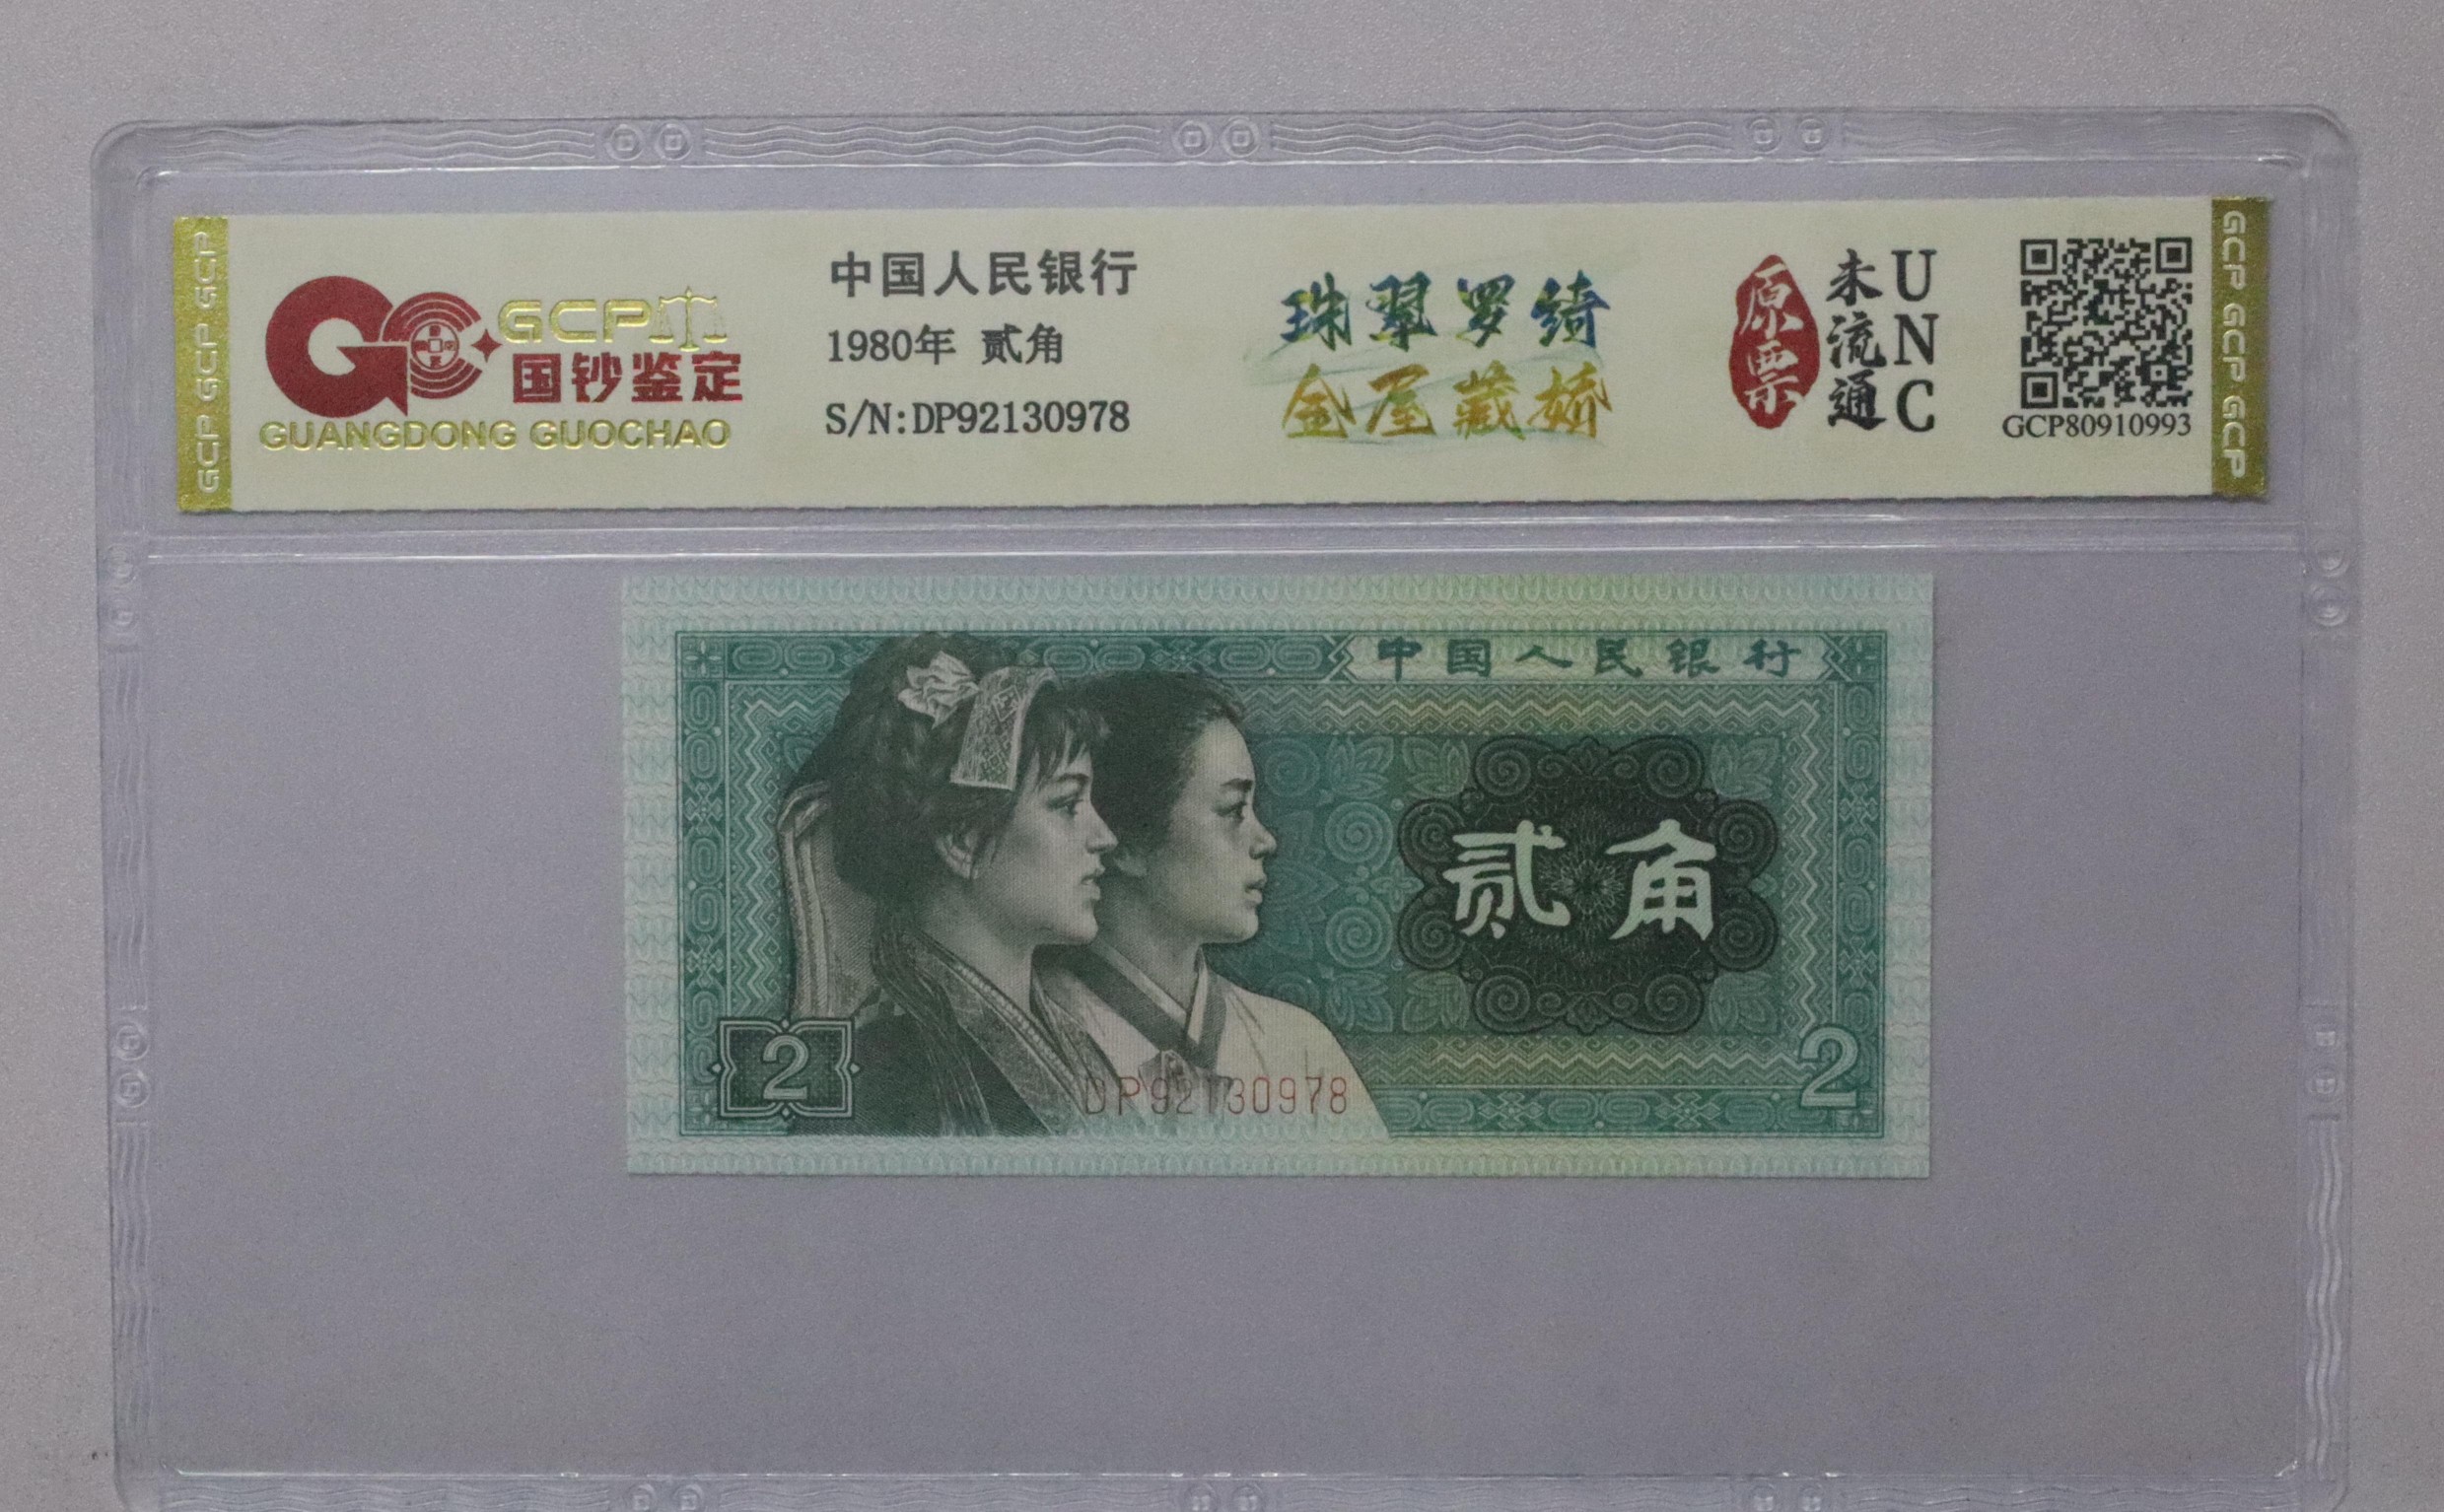 GCP
国钞鉴定
GUANGDONG GUOCHAO
中国人民银行
1980年 贰角
S/N:DP92130978
珠翠罗绮
金屋藏娇
原票
未流通
UNC
GCP80910993
GCP GCP GCP
GCP GCP GCP
中国人民银行
贰角
2
DP92130978
2